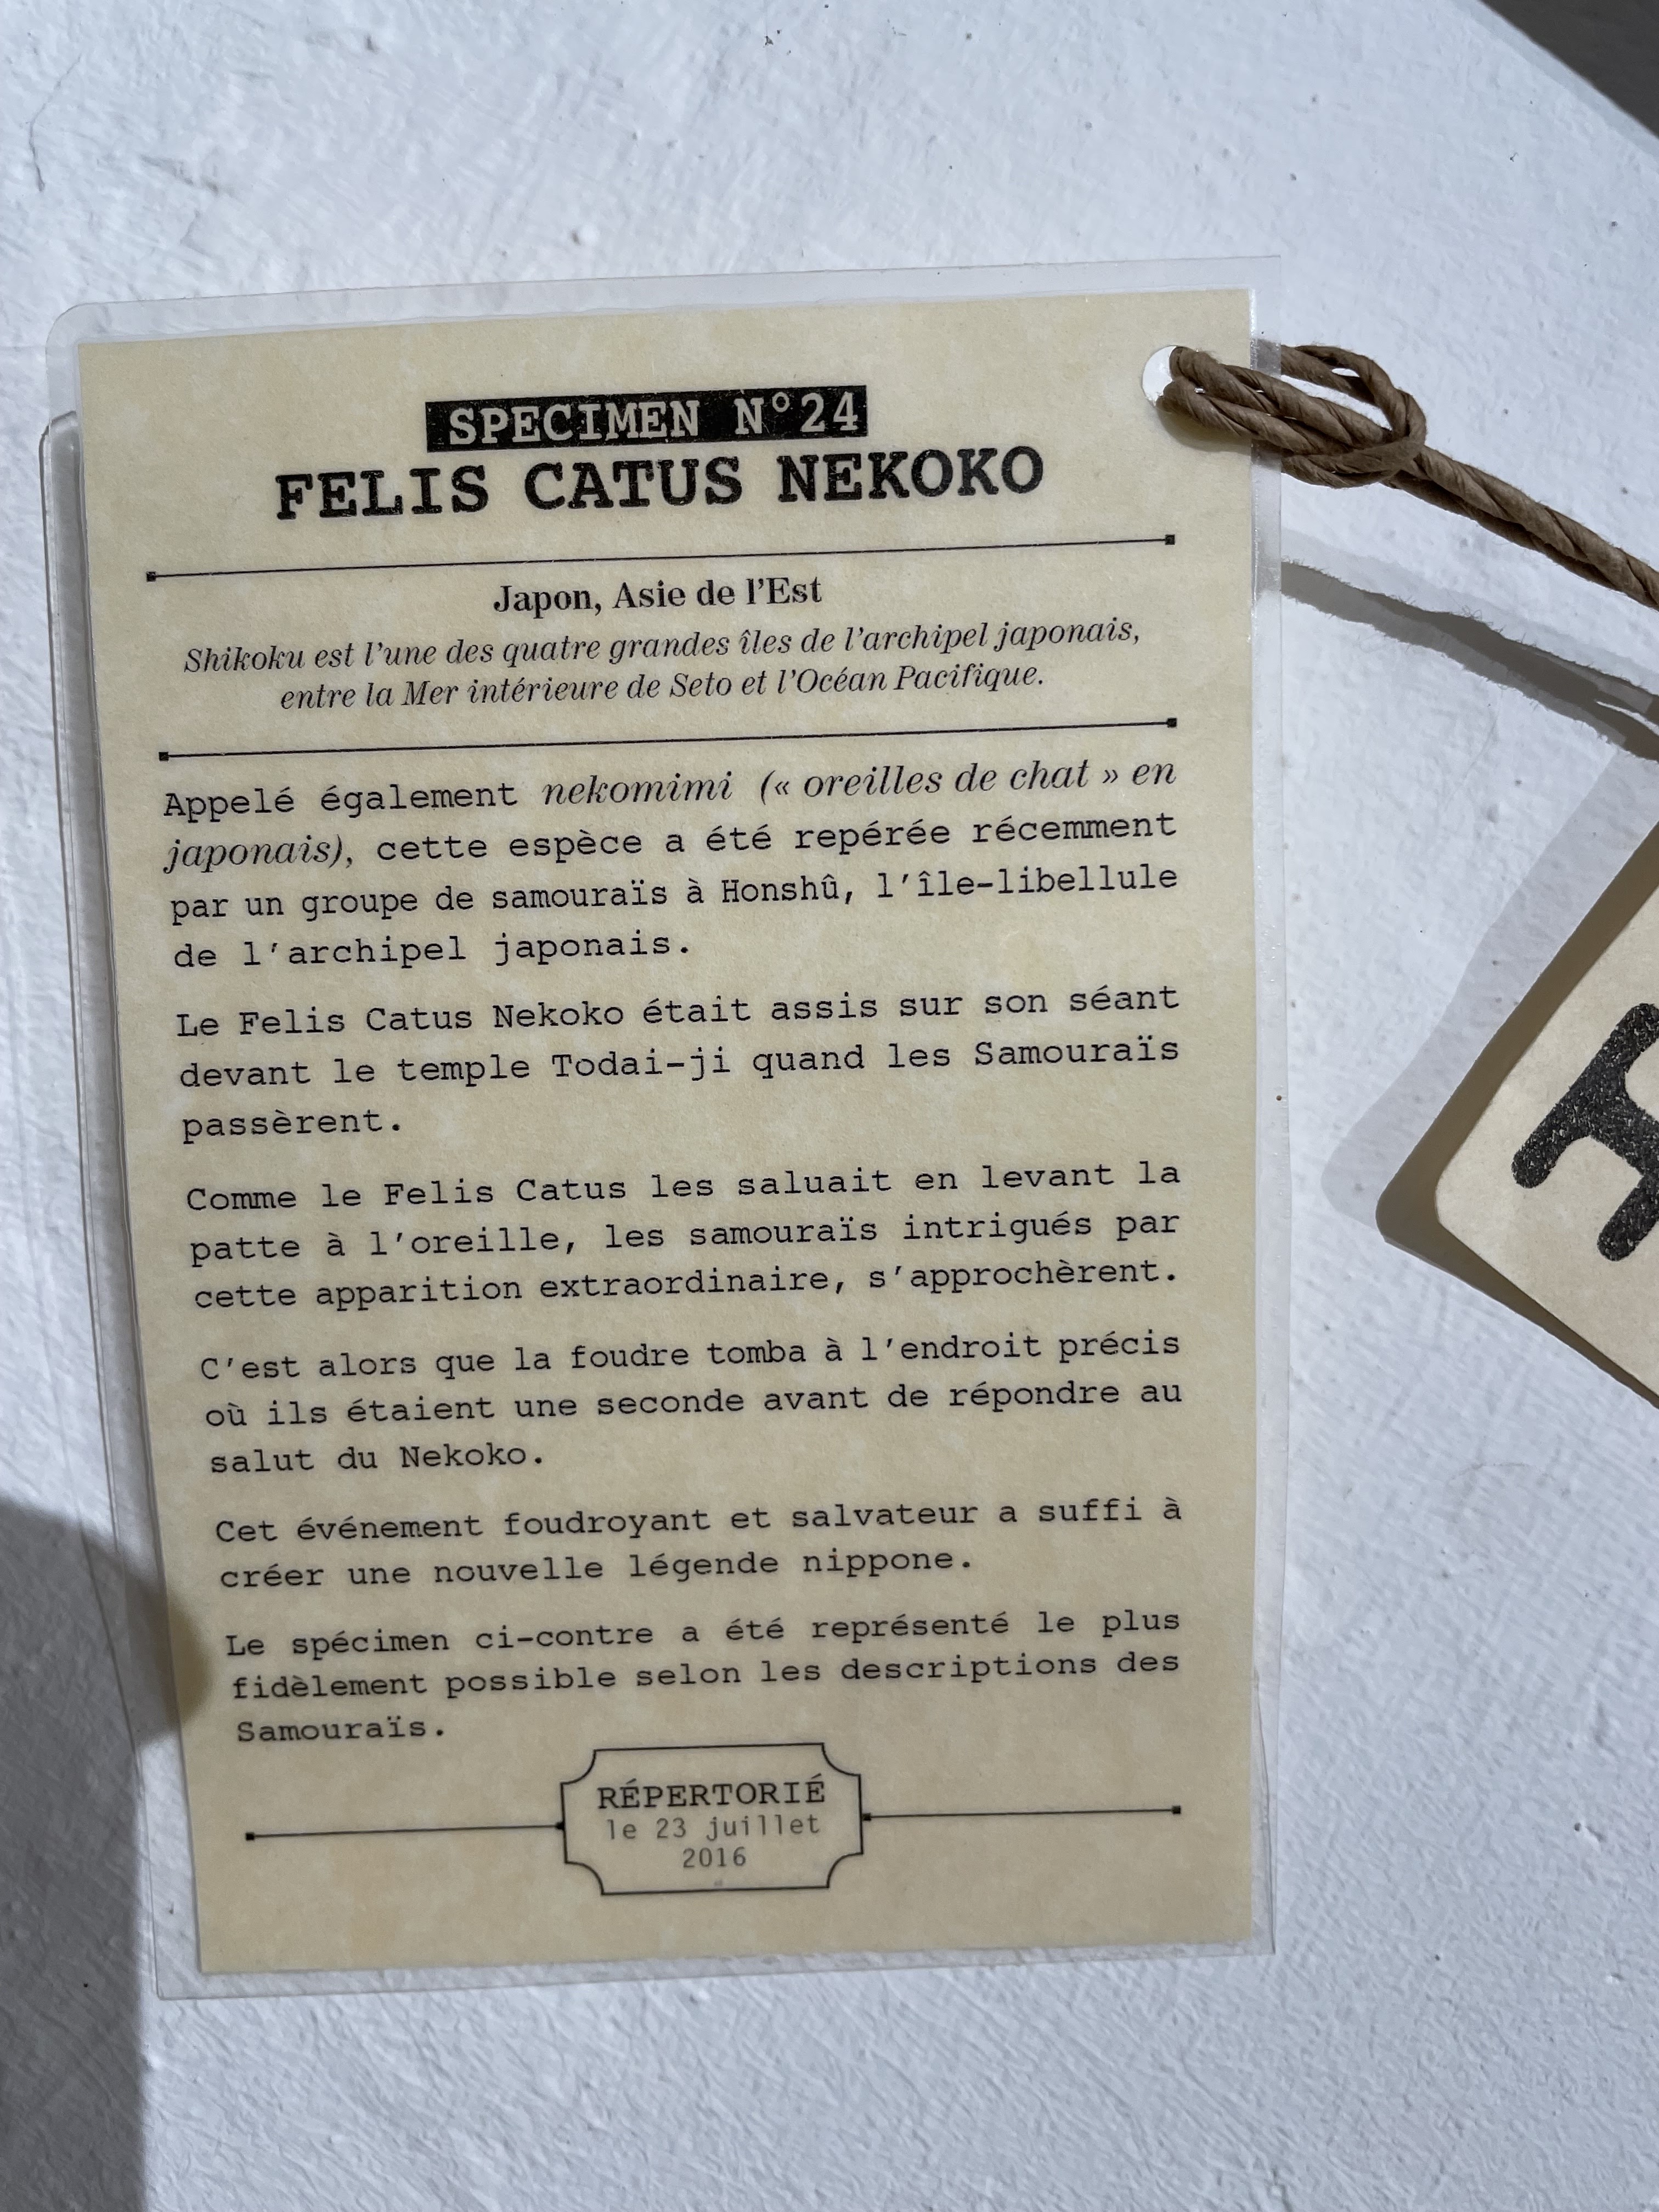 SPECIMEN N°24
FELIS CATUS NEKOKO
Japon, Asie de l'Est
Shikoku est l'une des quatre grandes îles de l'archipel japonais,
entre la Mer intérieure de Seto et l'Océan Pacifique.
Appelé également nekomimi (« oreilles de chat » en
japonais), cette espèce a été repérée récemment
par un groupe de samouraïs à Honshû, l'île-libellule
de l'archipel japonais.
Le Felis Catus Nekoko était assis sur son séant
devant le temple Todai-ji quand les Samouraïs
passèrent.
Comme le Felis Catus les saluait en levant la
patte à l'oreille, les samouraïs intrigués par
cette apparition extraordinaire, s'approchèrent.
C'est alors que la foudre tomba à l'endroit précis
où ils étaient une seconde avant de répondre au
salut du Nekoko.
Cet événement foudroyant et salvateur a suffi à
créer une nouvelle légende nippone.
Le spécimen ci-contre a été représenté le plus
fidèlement possible selon les descriptions des
Samouraïs.
RÉPERTORIÉ
le 23 juillet
2016